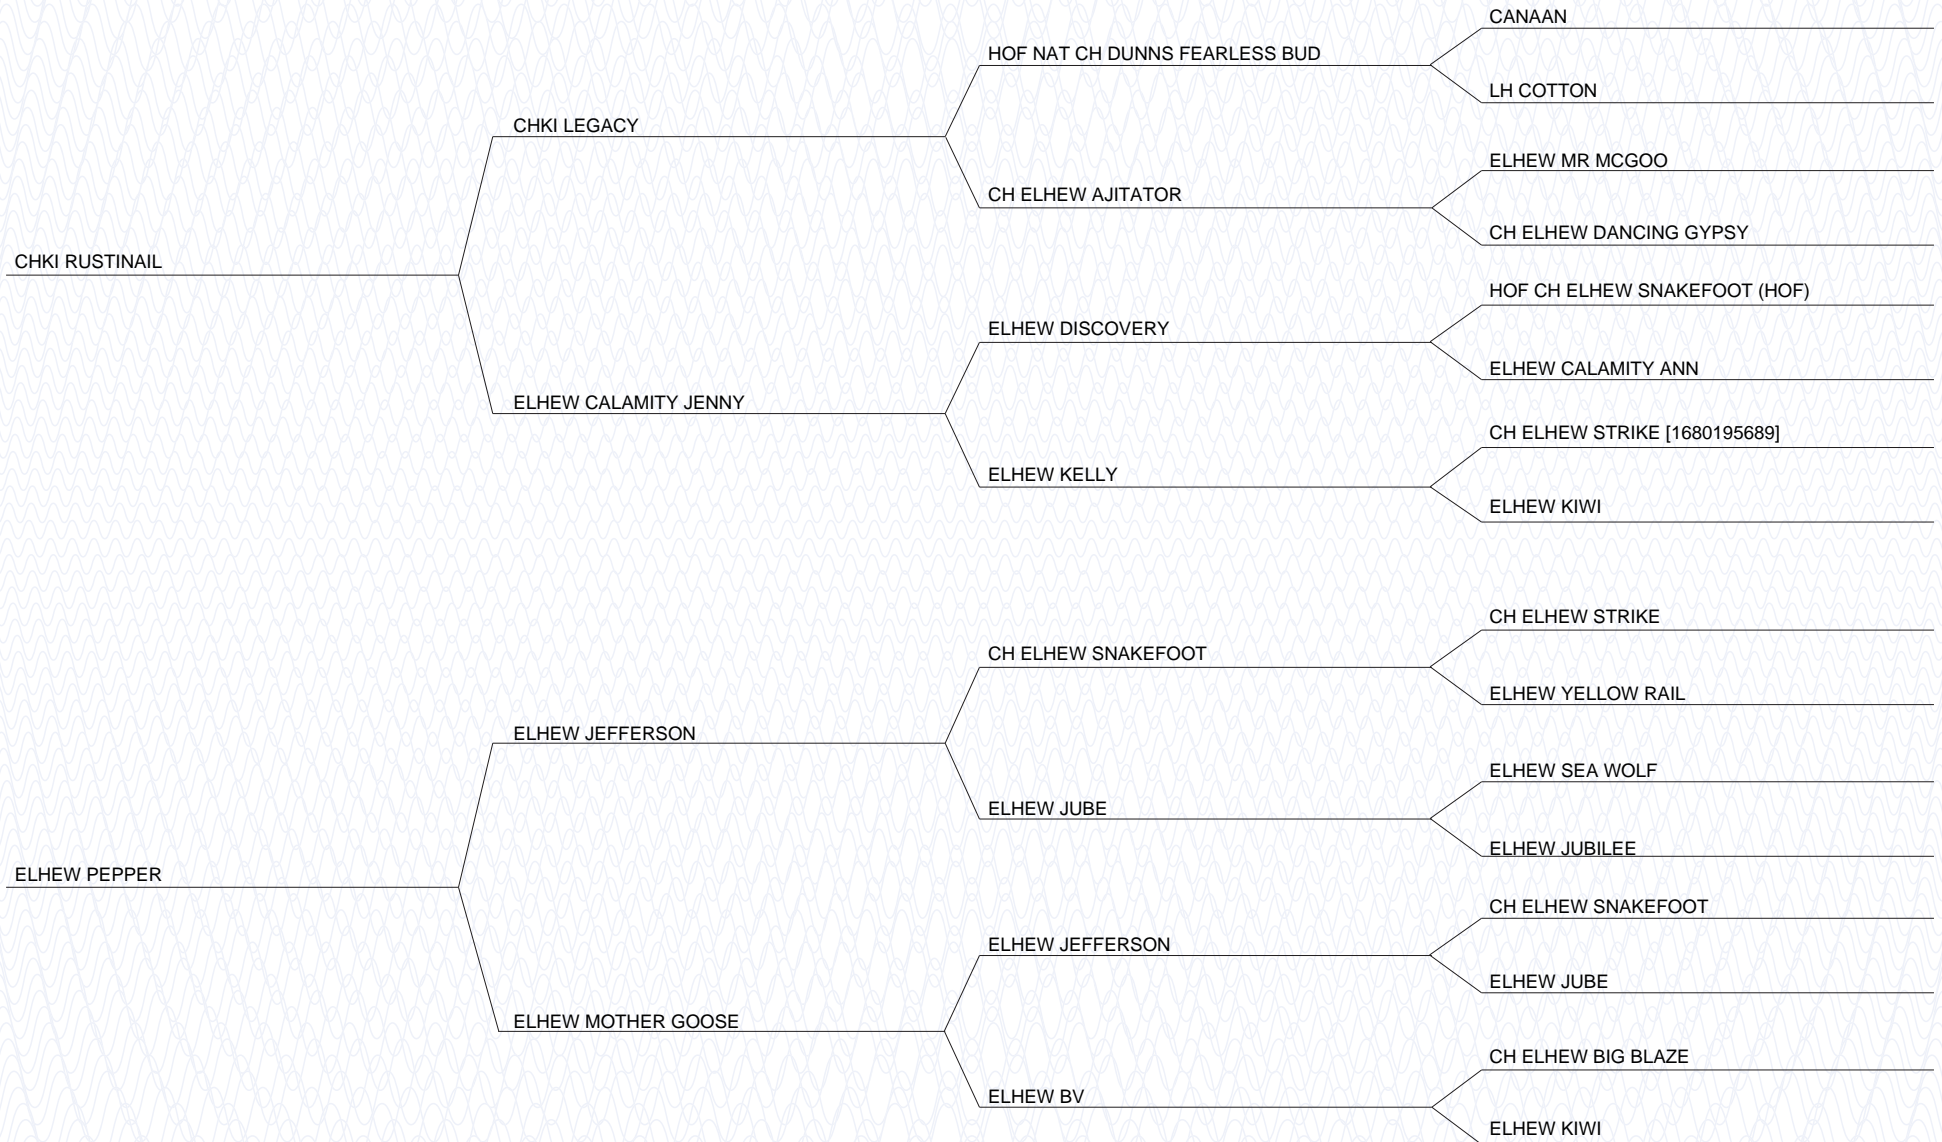 CANAAN
HOF NAT CH DUNNS FEARLESS BUD
LH COTTON
CHKI LEGACY
ELHEW MR MCGOO
CH ELHEW AJITATOR
CH ELHEW DANCING GYPSY
CHKI RUSTINAIL
HOF CH ELHEW SNAKEFOOT (HOF)
ELHEW DISCOVERY
ELHEW CALAMITY ANN
ELHEW CALAMITY JENNY
CH ELHEW STRIKE [1680195689]
ELHEW KELLY
ELHEW KIWI
CH ELHEW STRIKE
CH ELHEW SNAKEFOOT
ELHEW YELLOW RAIL
ELHEW JEFFERSON
ELHEW SEA WOLF
ELHEW JUBE
ELHEW JUBILEE
ELHEW PEPPER
CH ELHEW SNAKEFOOT
ELHEW JEFFERSON
ELHEW JUBE
ELHEW MOTHER GOOSE
CH ELHEW BIG BLAZE
ELHEW BV
ELHEW KIWI